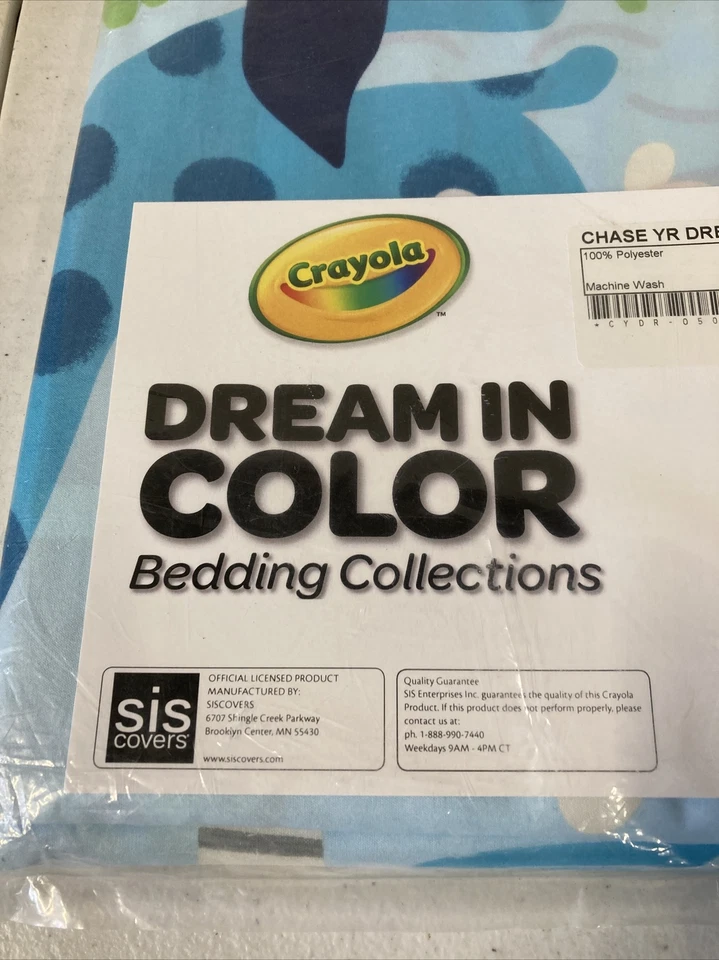 Crayola
TM
CHASE YR DRE
100% Polyester
Machine Wash
+ C Y D R - 0 5 0
DREAM IN
COLOR
Bedding Collections
sis
covers
OFFICIAL LICENSED PRODUCT
MANUFACTURED BY:
SISCOVERS
6707 Shingle Creek Parkway
Brooklyn Center, MN 55430
www.siscovers.com
Quality Guarantee
SIS Enterprises Inc. guarantees the quality of this Crayola
Product. If this product does not perform properly, please
contact us at:
ph. 1-888-990-7440
Weekdays 9AM - 4PM CT